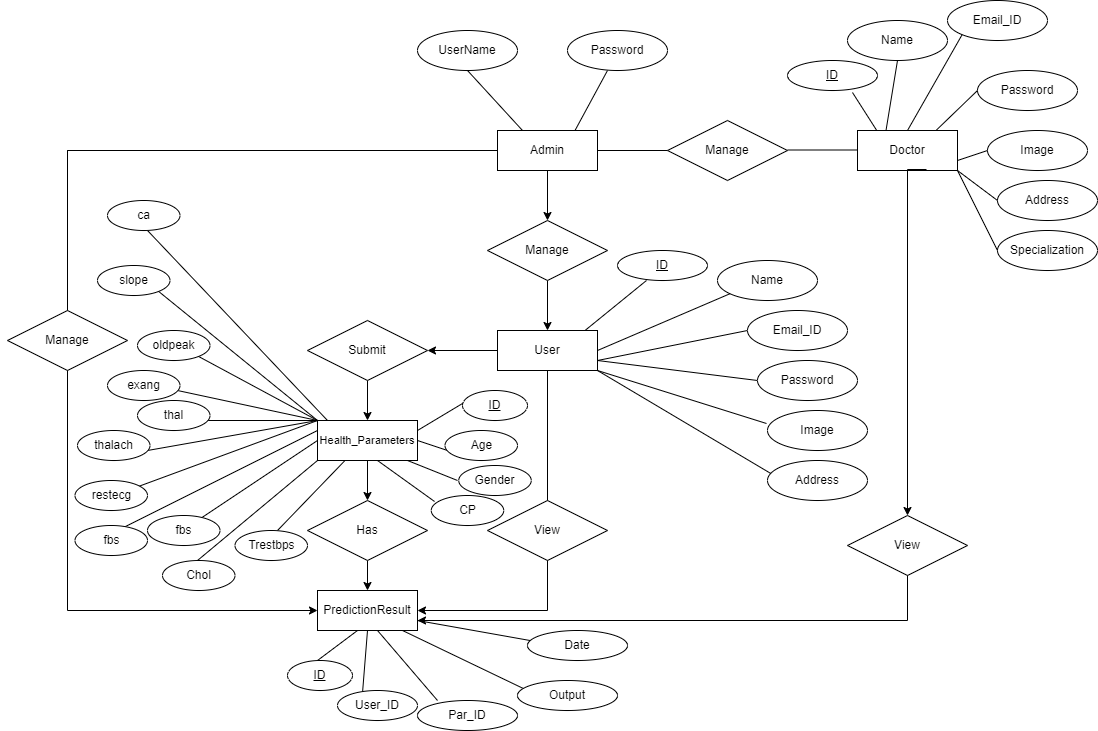 Email_ID
UserName
Password
Name
ID
Password
Admin
Manage
Doctor
Image
Address
ca
Manage
Specialization
ID
slope
Name
Manage
oldpeak
Submit
User
Email_ID
exang
Password
thal
ID
Health_Parameters
Image
thalach
Age
Gender
Address
restecg
CP
fbs
fbs
Trestbps
Has
View
View
Chol
PredictionResult
Date
ID
Output
User_ID
Par_ID